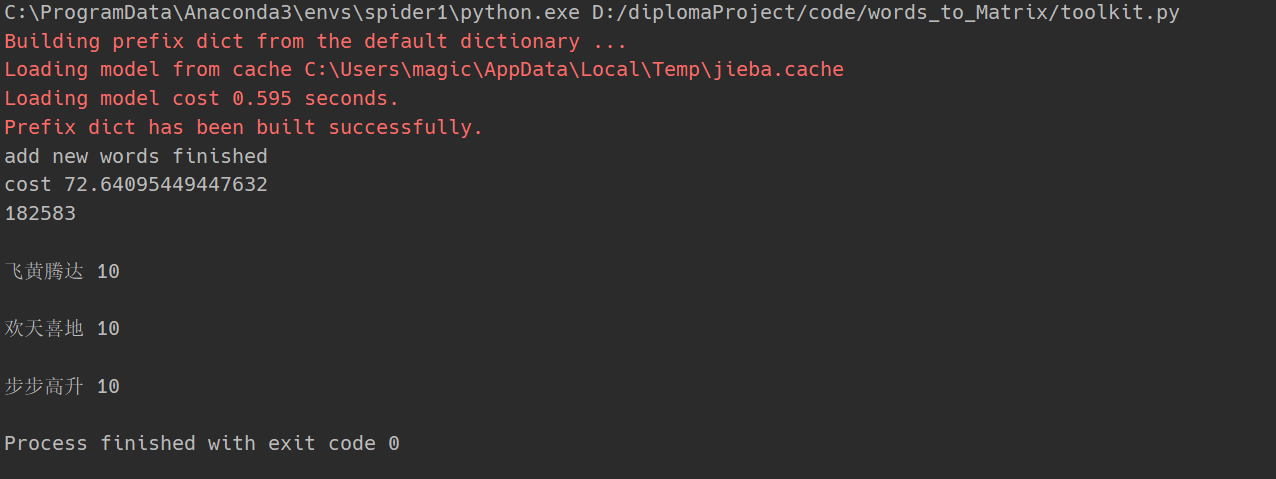 C:\ProgramData\Anaconda3\envs\spider1\python.exe D:/diplomaProject/code/words_to_Matrix/toolkit.py
Building prefix dict from the default dictionary ...
Loading model from cache C:\Users\magic\AppData\Local\Temp\jieba.cache
Loading model cost 0.595 seconds.
Prefix dict has been built successfully.
add new words finished
cost 72.64095449447632
182583
飞黄腾达 10
欢天喜地 10
步步高升 10
Process finished with exit code 0